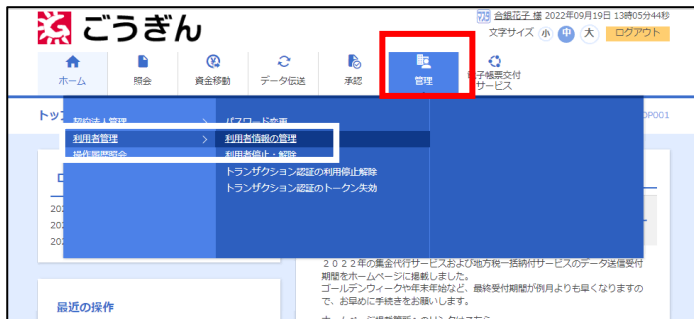 ごうぎん
合銀花子 様 2022年09月19日 13時05分44秒
文字サイズ 小 中 大 ログアウト
ホーム 照会 資金移動 データ伝送 承認 管理 子帳票交付
サービス
トップ
契約法人管理 > パスワード変更
利用者管理 > 利用者情報の管理
操作履歴照会 利用者停止・解除
トランザクション認証の利用停止解除
トランザクション認証のトークン失効
202
202
202
2022年の集金代行サービスおよび地方税一括納付サービスのデータ送信受付
期間をホームページに掲載しました。
ゴールデンウィークや年末年始など、最終受付期間が例月よりも早くなりますの
で、お早めに手続きをお願いします。
最近の操作